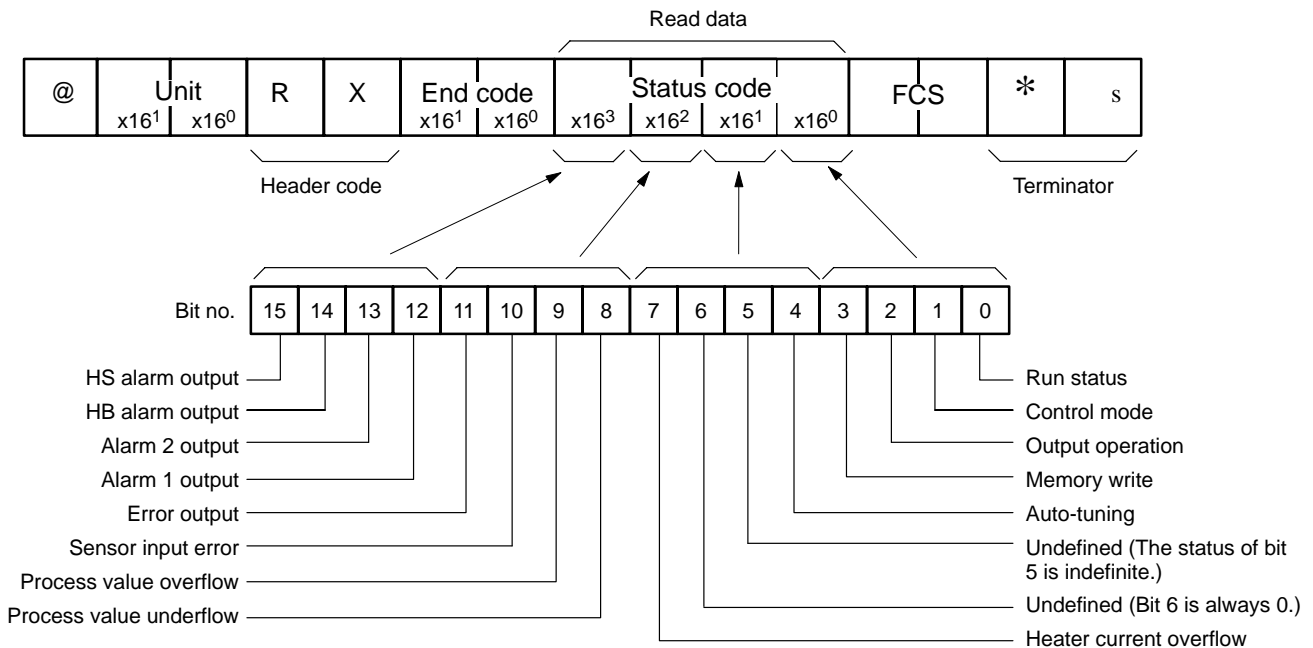 Read data
@ Unit R X End code Status code FCS * s
x16¹ x16⁰ x16¹ x16⁰ x16³ x16² x16¹ x16⁰
Header code Terminator
Bit no. 15 14 13 12 11 10 9 8 7 6 5 4 3 2 1 0
HS alarm output
HB alarm output
Alarm 2 output
Alarm 1 output
Error output
Sensor input error
Process value overflow
Process value underflow
Run status
Control mode
Output operation
Memory write
Auto-tuning
Undefined (The status of bit
5 is indefinite.)
Undefined (Bit 6 is always 0.)
Heater current overflow